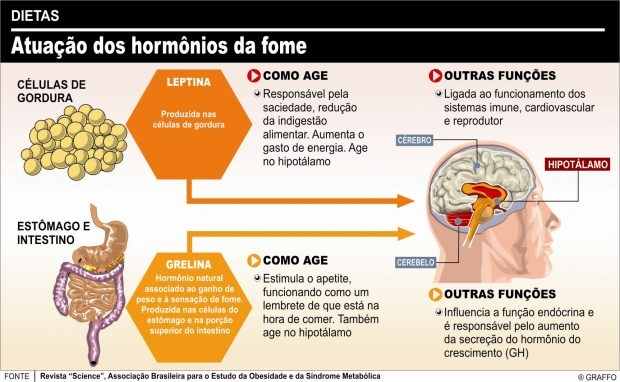 DIETAS
Atuação dos hormônios da fome
CÉLULAS DE
GORDURA
LEPTINA
Produzida nas
células de gordura
COMO AGE
Responsável pela
saciedade, redução
da indigestão
alimentar. Aumenta o
gasto de energia. Age
no hipotálamo
OUTRAS FUNÇÕES
Ligada ao funcionamento dos
sistemas imune, cardiovascular
e reprodutor
CÉREBRO
HIPOTÁLAMO
CEREBELO
ESTÔMAGO E
INTESTINO
GRELINA
Hormônio natural
associado ao ganho de
peso e à sensação de fome.
Produzida nas células do
estômago e na porção
superior do intestino
COMO AGE
Estimula o apetite,
funcionando como um
lembrete de que está na
hora de comer. Também
age no hipotálamo
OUTRAS FUNÇÕES
Influencia a função endócrina e
é responsável pelo aumento
da secreção do hormônio do
crescimento (GH)
FONTE | Revista “Science”, Associação Brasileira para o Estudo da Obesidade e da Síndrome Metabólica
® GRAFFO